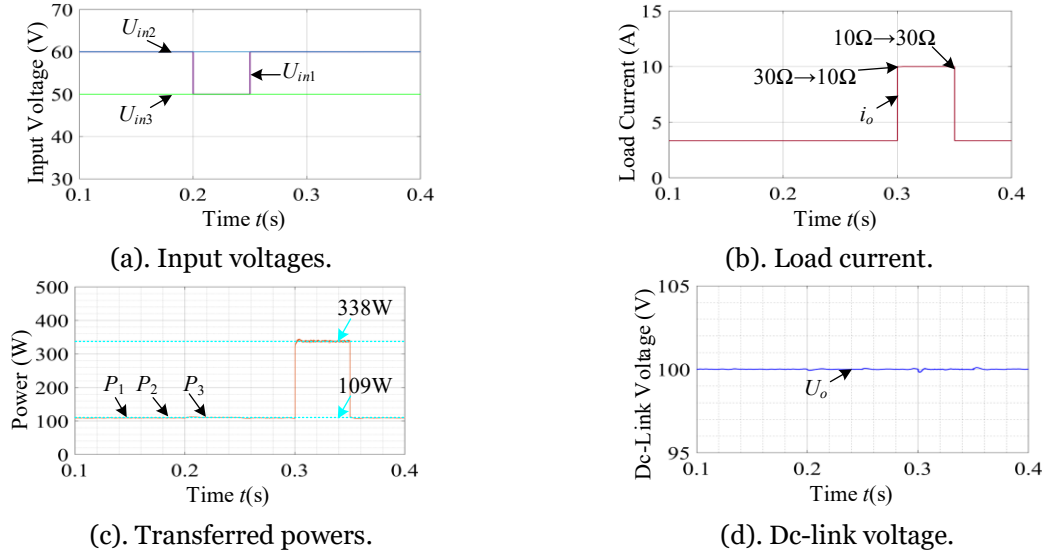 Input Voltage (V)
70
60
50
40
30
U_in2
U_in1
U_in3
0.1 0.2 0.3 0.4
Time t(s)
(a). Input voltages.
Load Current (A)
15
10
5
0
10Ω→30Ω
30Ω→10Ω
i_o
0.1 0.2 0.3 0.4
Time t(s)
(b). Load current.
Power (W)
500
400
300
200
100
0
338W
P_1 P_2 P_3 109W
0.1 0.2 0.3 0.4
Time t(s)
(c). Transferred powers.
Dc-Link Voltage (V)
105
100
95
U_o
0.1 0.2 0.3 0.4
Time t(s)
(d). Dc-link voltage.